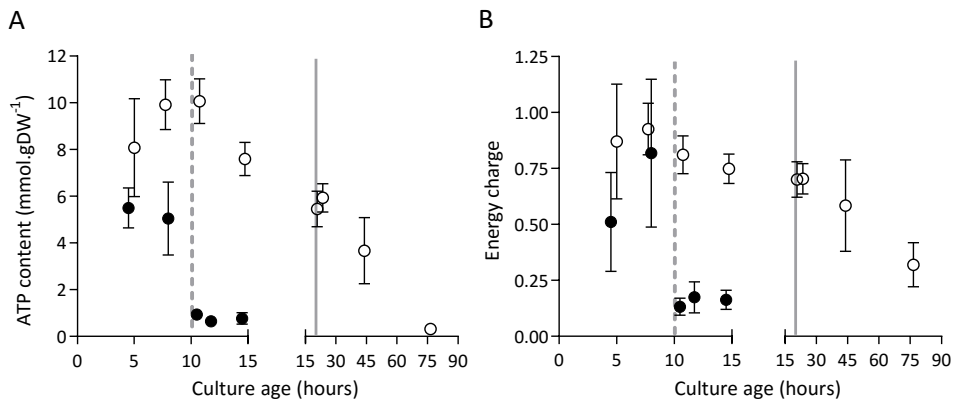 A
ATP content (mmol.gDW⁻¹)
12
10
8
6
4
2
0
0 5 10 15 15 30 45 60 75 90
Culture age (hours)
B
Energy charge
1.25
1.00
0.75
0.50
0.25
0.00
0 5 10 15 15 30 45 60 75 90
Culture age (hours)